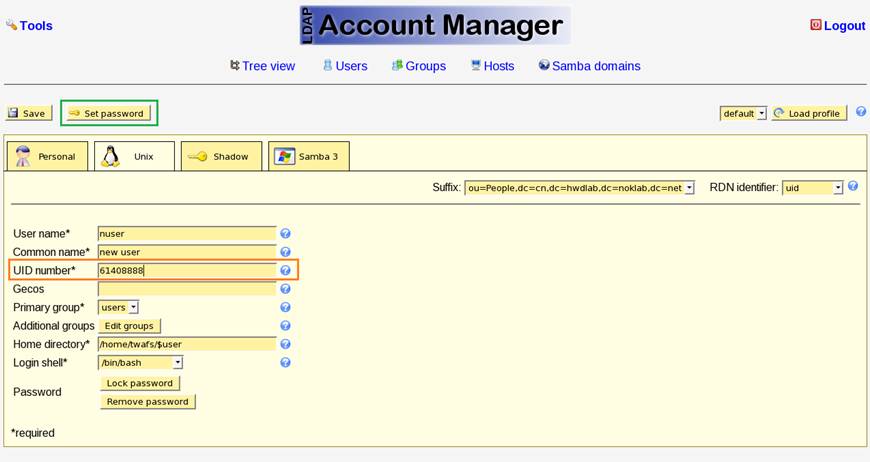 Tools
LDAP Account Manager
Logout
Tree view Users Groups Hosts Samba domains
Save Set password default Load profile
Personal Unix Shadow Samba 3
Suffix: ou=People,dc=cn,dc=hwdlab,dc=noklab,dc=net RDN identifier: uid
User name* nuser
Common name* new user
UID number* 61408888
Gecos
Primary group* users
Additional groups Edit groups
Home directory* /home/twafs/$user
Login shell* /bin/bash
Password Lock password
Remove password
*required